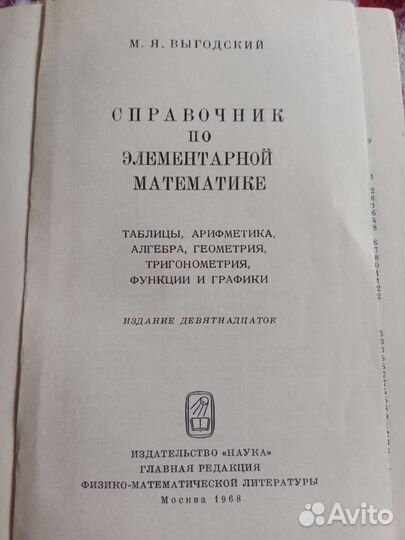 М. Я. ВЫГОДСКИЙ
СПРАВОЧНИК
ПО
ЭЛЕМЕНТАРНОЙ
МАТЕМАТИКЕ
ТАБЛИЦЫ, АРИФМЕТИКА,
АЛГЕБРА, ГЕОМЕТРИЯ,
ТРИГОНОМЕТРИЯ,
ФУНКЦИИ И ГРАФИКИ
ИЗДАНИЕ ДЕВЯТНАДЦАТОЕ
ИЗДАТЕЛЬСТВО «НАУКА»
ГЛАВНАЯ РЕДАКЦИЯ
ФИЗИКО-МАТЕМАТИЧЕСКОЙ ЛИТЕРАТУРЫ
Москва 1968
Avito